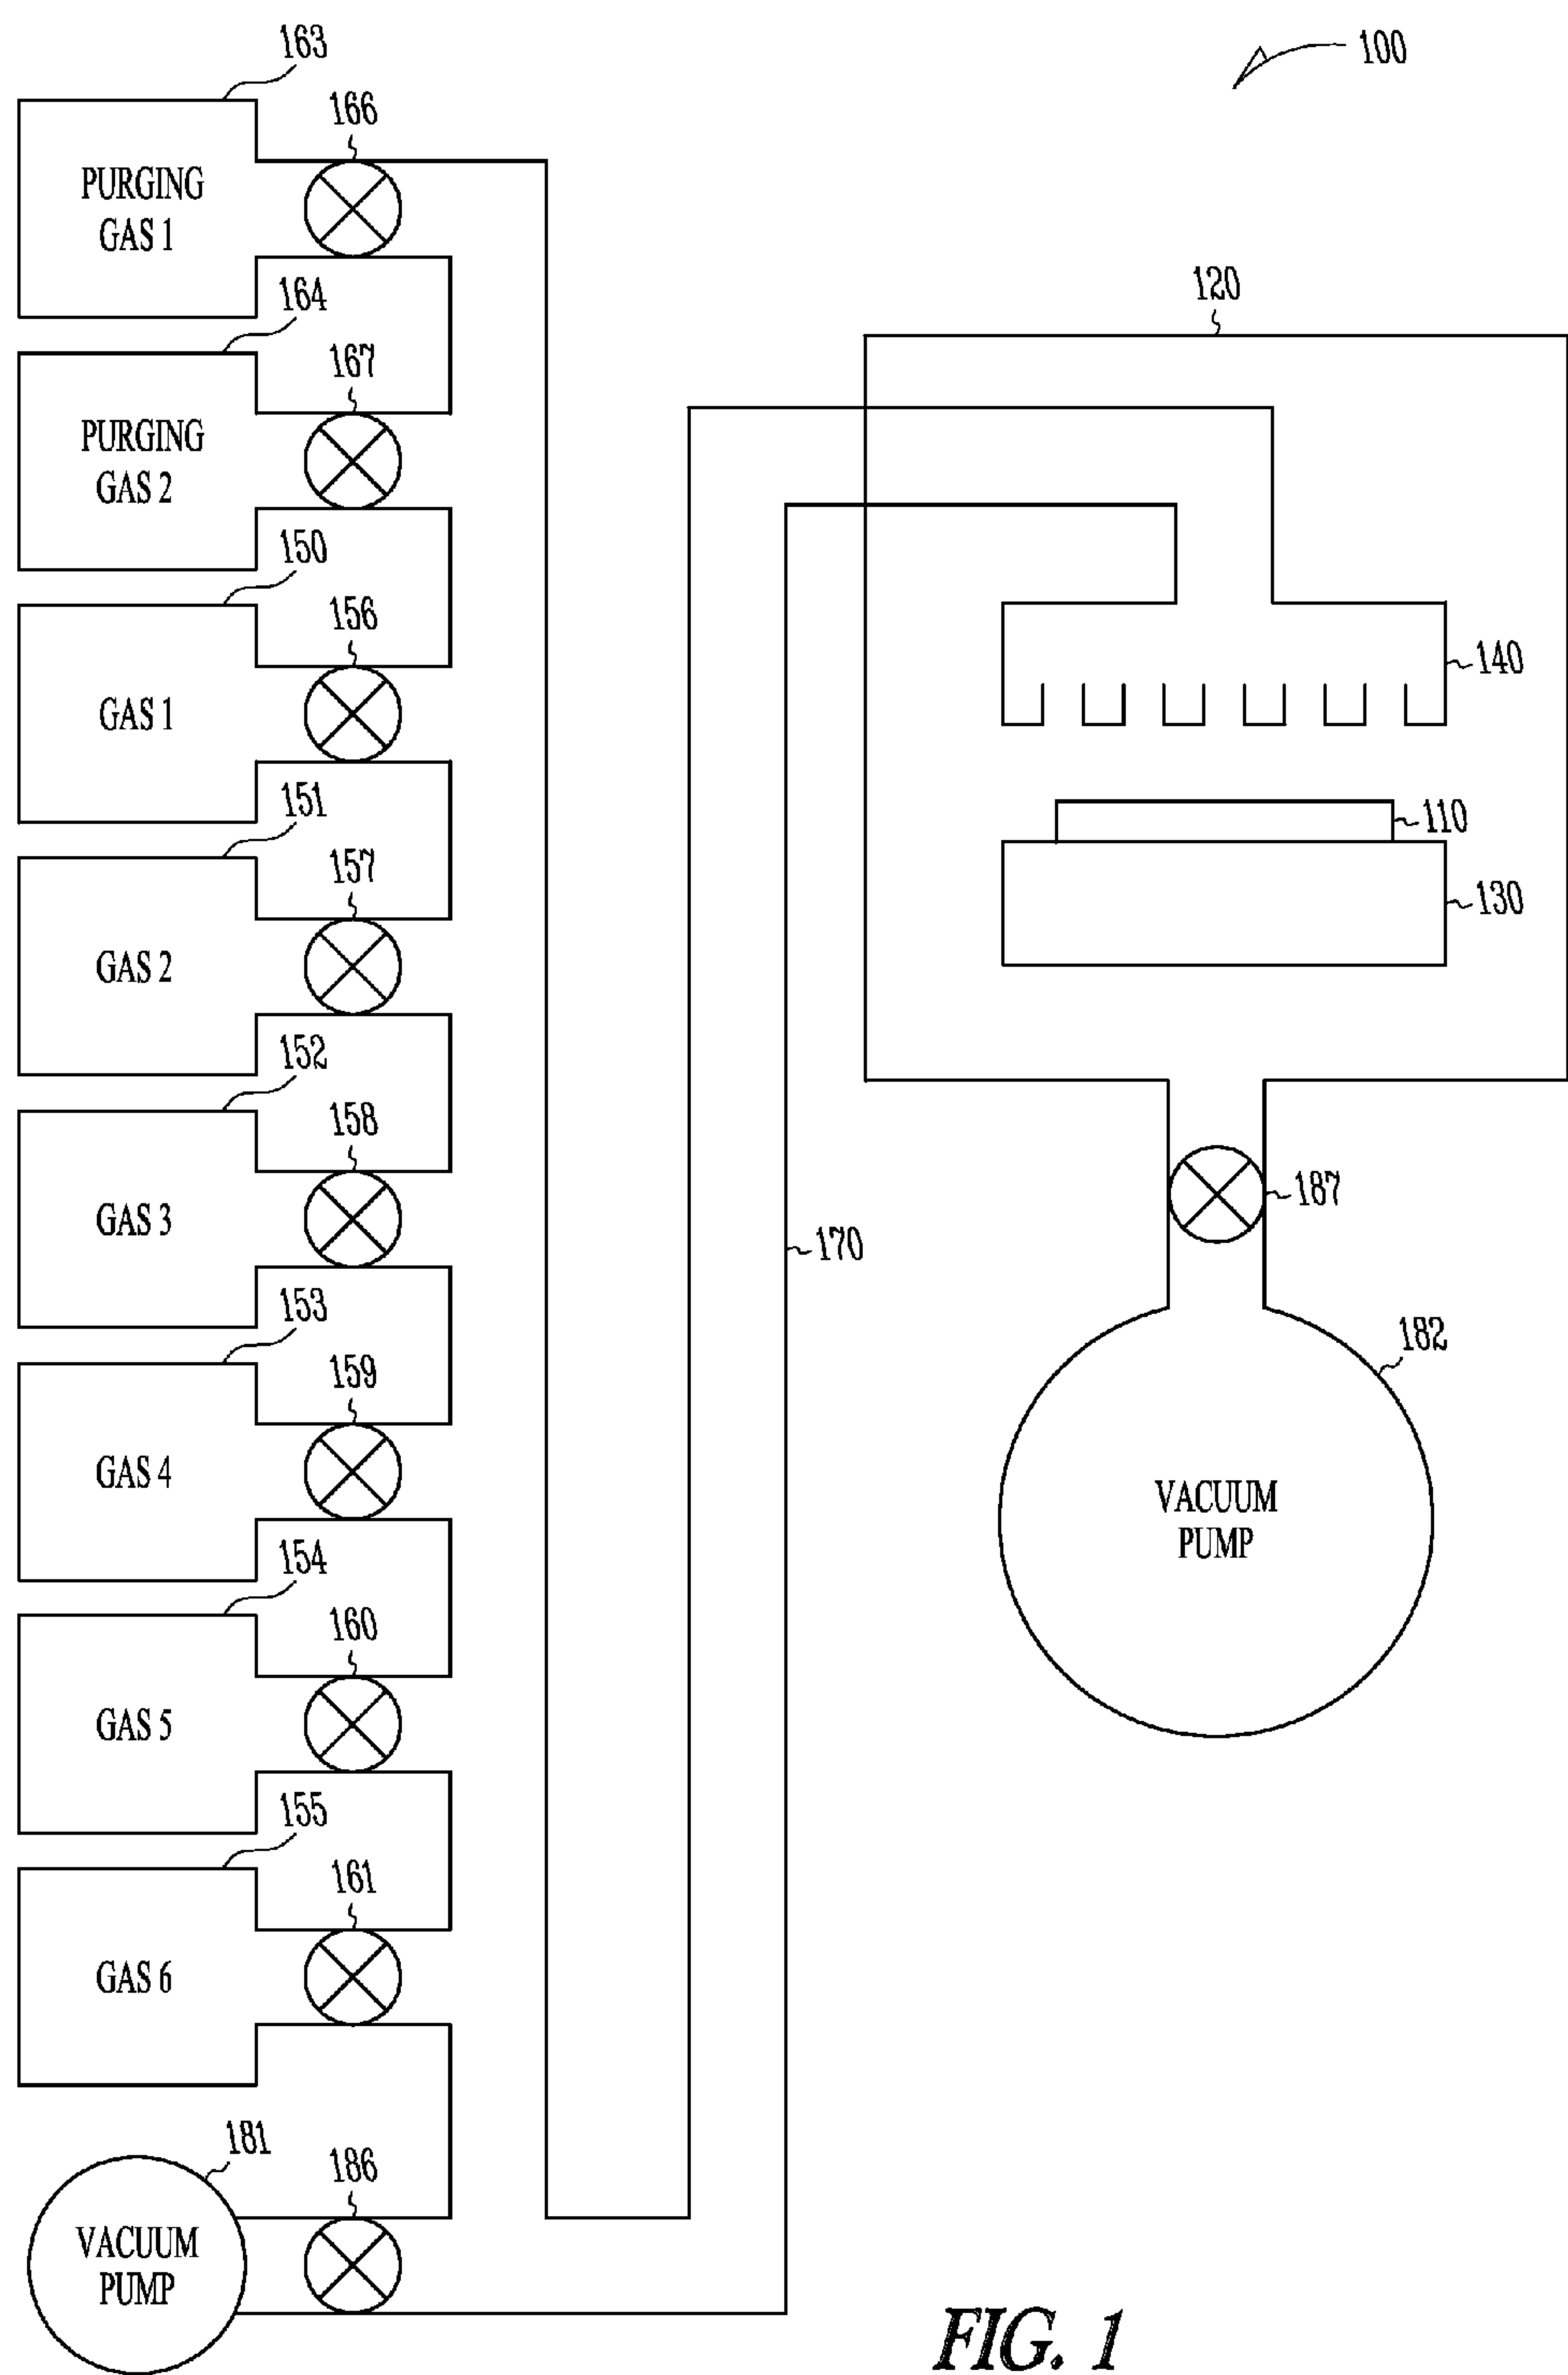 163
100
166
PURGING
GAS 1
164
120
167
PURGING
GAS 2
150
156
140
GAS 1
151
110
157
130
GAS 2
152
158
187
GAS 3
170
153
182
159
GAS 4
VACUUM
PUMP
154
160
GAS 5
155
161
GAS 6
181
186
VACUUM
PUMP
FIG. 1